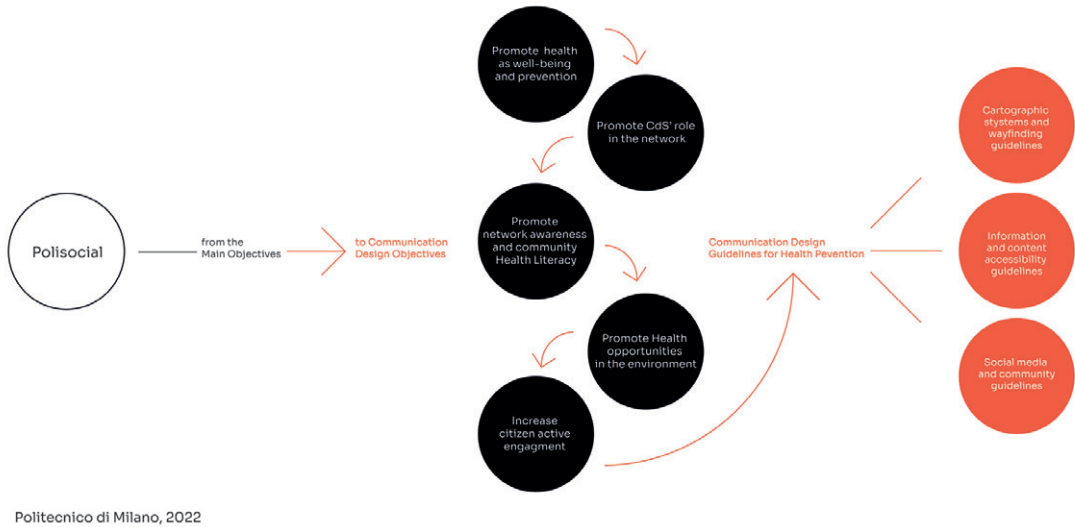 Polisocial
from the
Main Objectives
to Communication
Design Objectives
Promote health
as well-being
and prevention
Promote CdS' role
in the network
Promote
network awareness
and community
Health Literacy
Promote Health
opportunities
in the environment
Increase
citizen active
engagment
Communication Design
Guidelines for Health Pevention
Cartographic
stystems and
wayfinding
guidelines
Information
and content
accessibility
guidelines
Social media
and community
guidelines
Politecnico di Milano, 2022